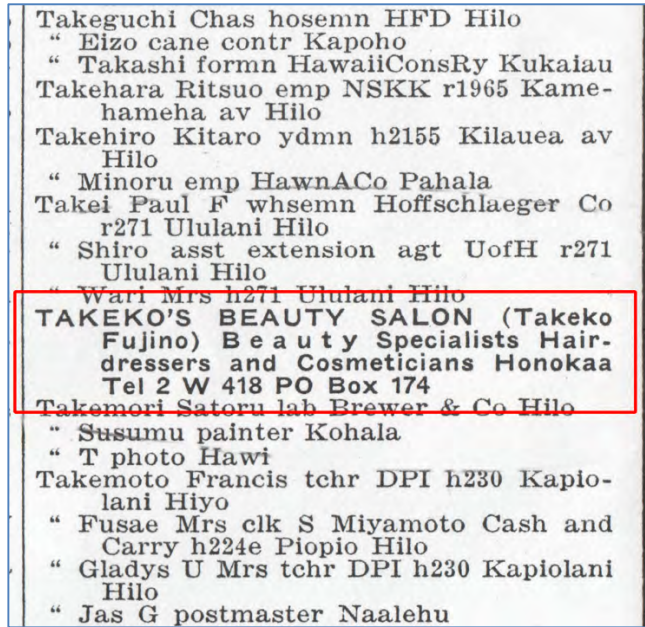 Takeguchi Chas hosemn HFD Hilo
“ Eizo cane contr Kapoho
“ Takashi formn HawaiiConsRy Kukaiau
Takehara Ritsuo emp NSKK r1965 Kame-
hameha av Hilo
Takehiro Kitaro ydmn h2155 Kilauea av
Hilo
“ Minoru emp HawnACo Pahala
Takei Paul F whsemn Hoffschlaeger Co
r271 Ululani Hilo
“ Shiro asst extension agt UofH r271
Ululani Hilo
“ Wari Mrs h271 Ululani Hilo
TAKEKO'S BEAUTY SALON (Takeko
Fujino) Beauty Specialists Hair-
dressers and Cosmeticians Honokaa
Tel 2 W 418 PO Box 174
Takemori Satoru lab Brewer & Co Hilo
“ Susumu painter Kohala
“ T photo Hawi
Takemoto Francis tchr DPI h230 Kapio-
lani Hiyo
“ Fusae Mrs clk S Miyamoto Cash and
Carry h224e Piopio Hilo
“ Gladys U Mrs tchr DPI h230 Kapiolani
Hilo
“ Jas G postmaster Naalehu